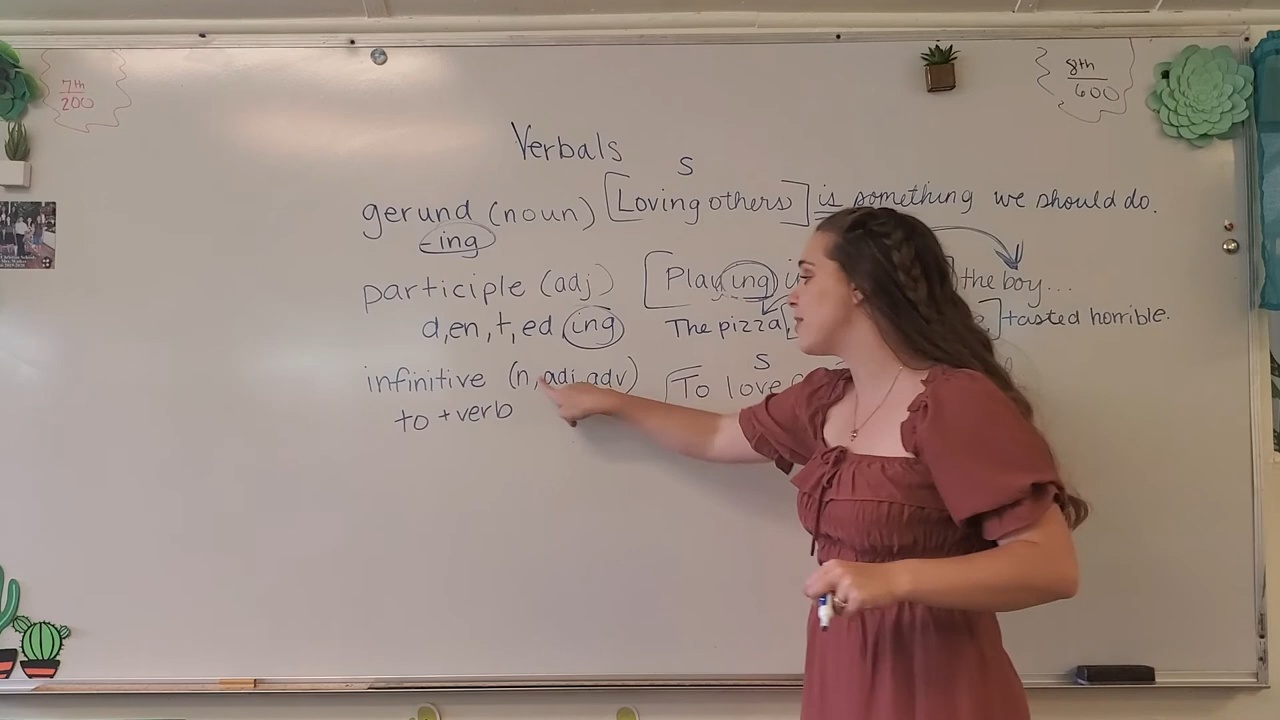 7th
200
8th
600
Verbals
S
gerund (noun) [Loving others] is something we should do.
-ing
participle (adj) [Playing the boy...
d, en, t, ed ing The pizza, [ ] tasted horrible.
S
infinitive (n, adj, adv) [To love
to + verb